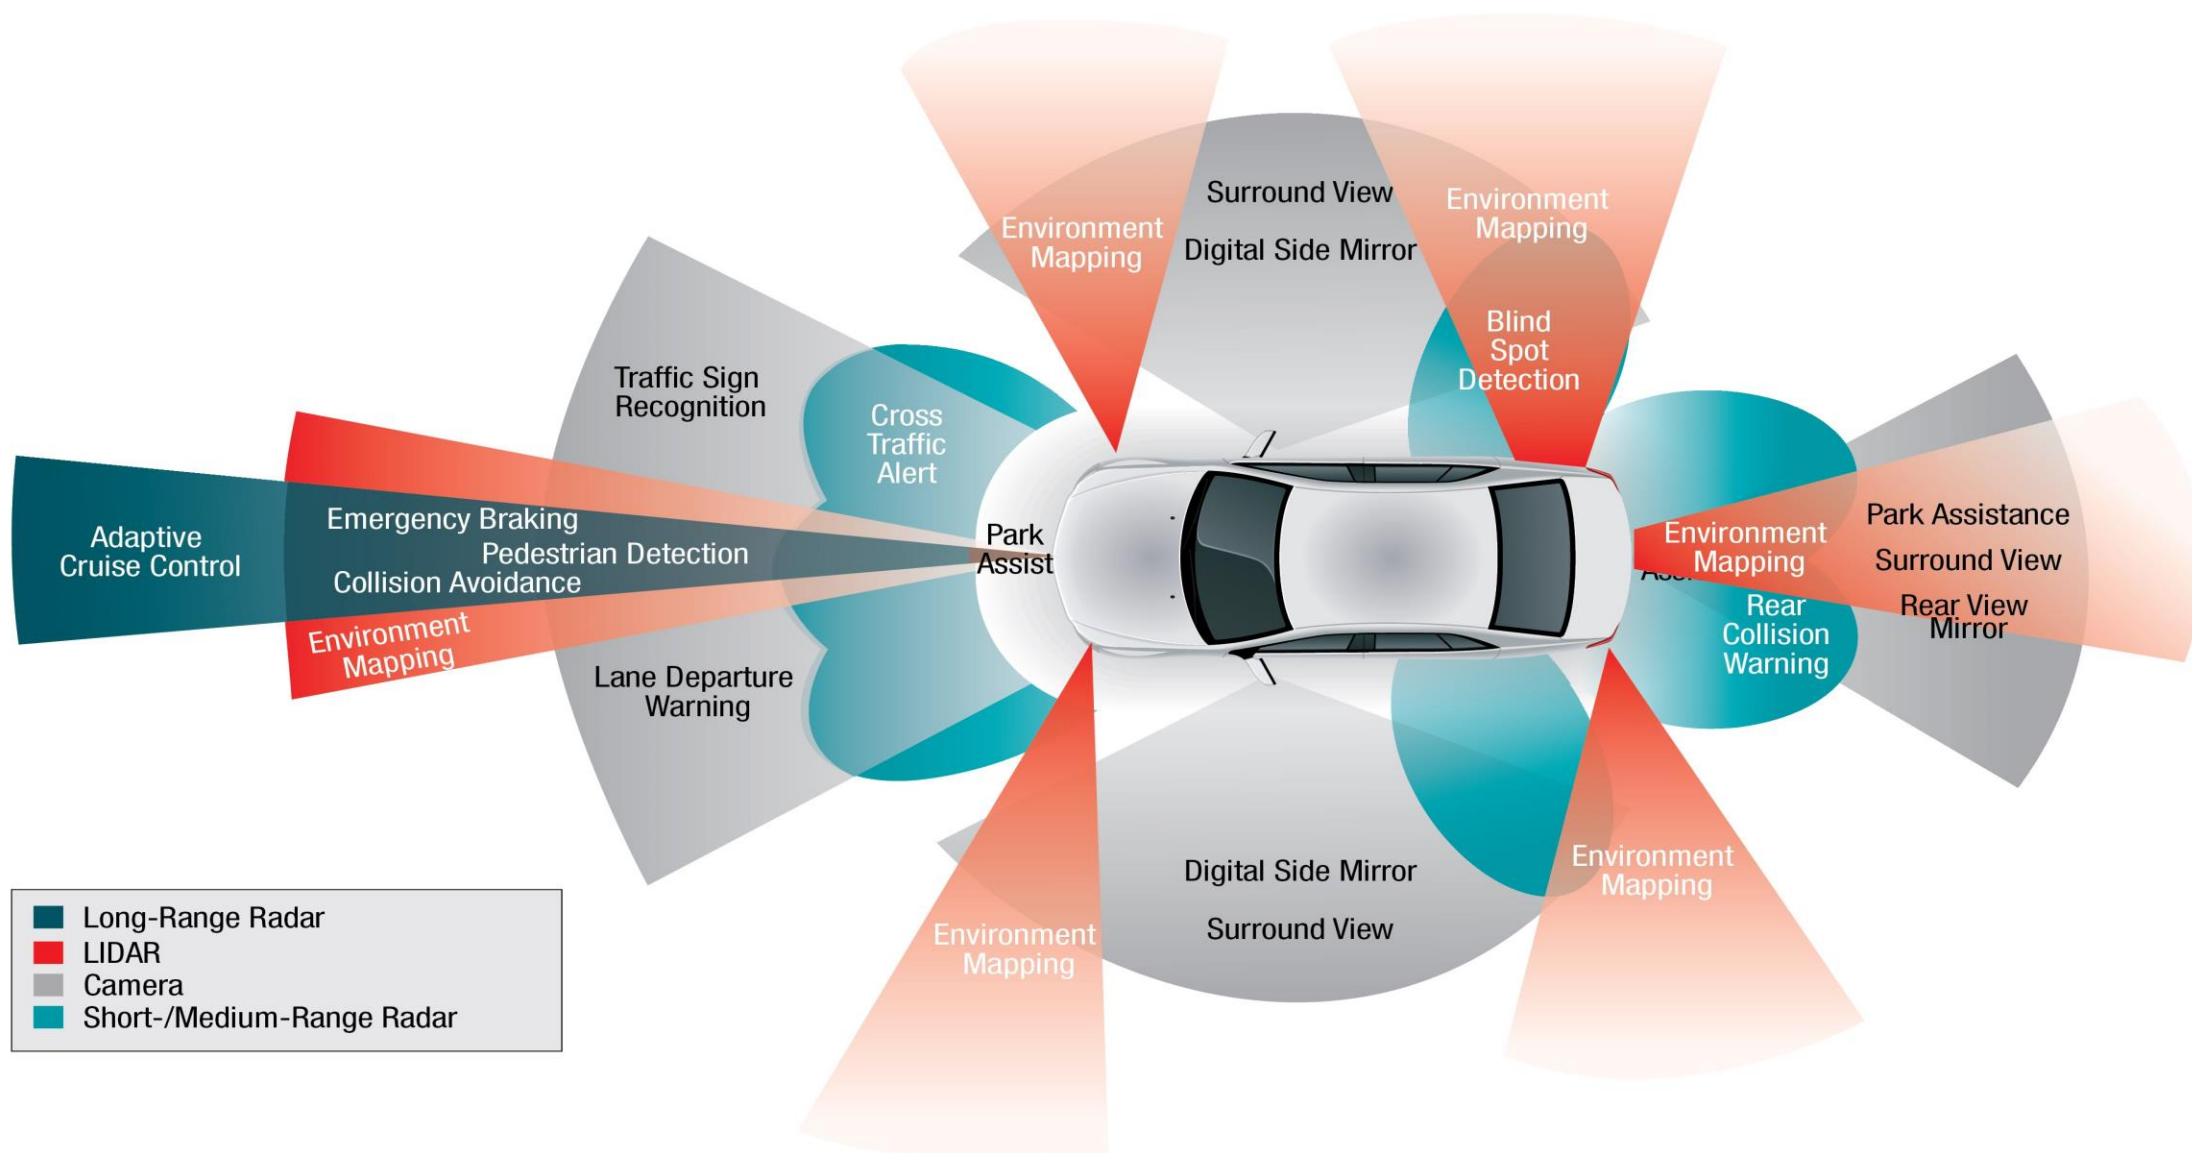 Surround View
Digital Side Mirror
Environment
Mapping
Environment
Mapping
Blind
Spot
Detection
Traffic Sign
Recognition
Cross
Traffic
Alert
Adaptive
Cruise Control
Emergency Braking
Pedestrian Detection
Collision Avoidance
Environment
Mapping
Park
Assist
Lane Departure
Warning
Environment
Mapping
Park Assistance
Surround View
Rear View
Mirror
Rear
Collision
Warning
Digital Side Mirror
Surround View
Environment
Mapping
Environment
Mapping
Long-Range Radar
LIDAR
Camera
Short-/Medium-Range Radar